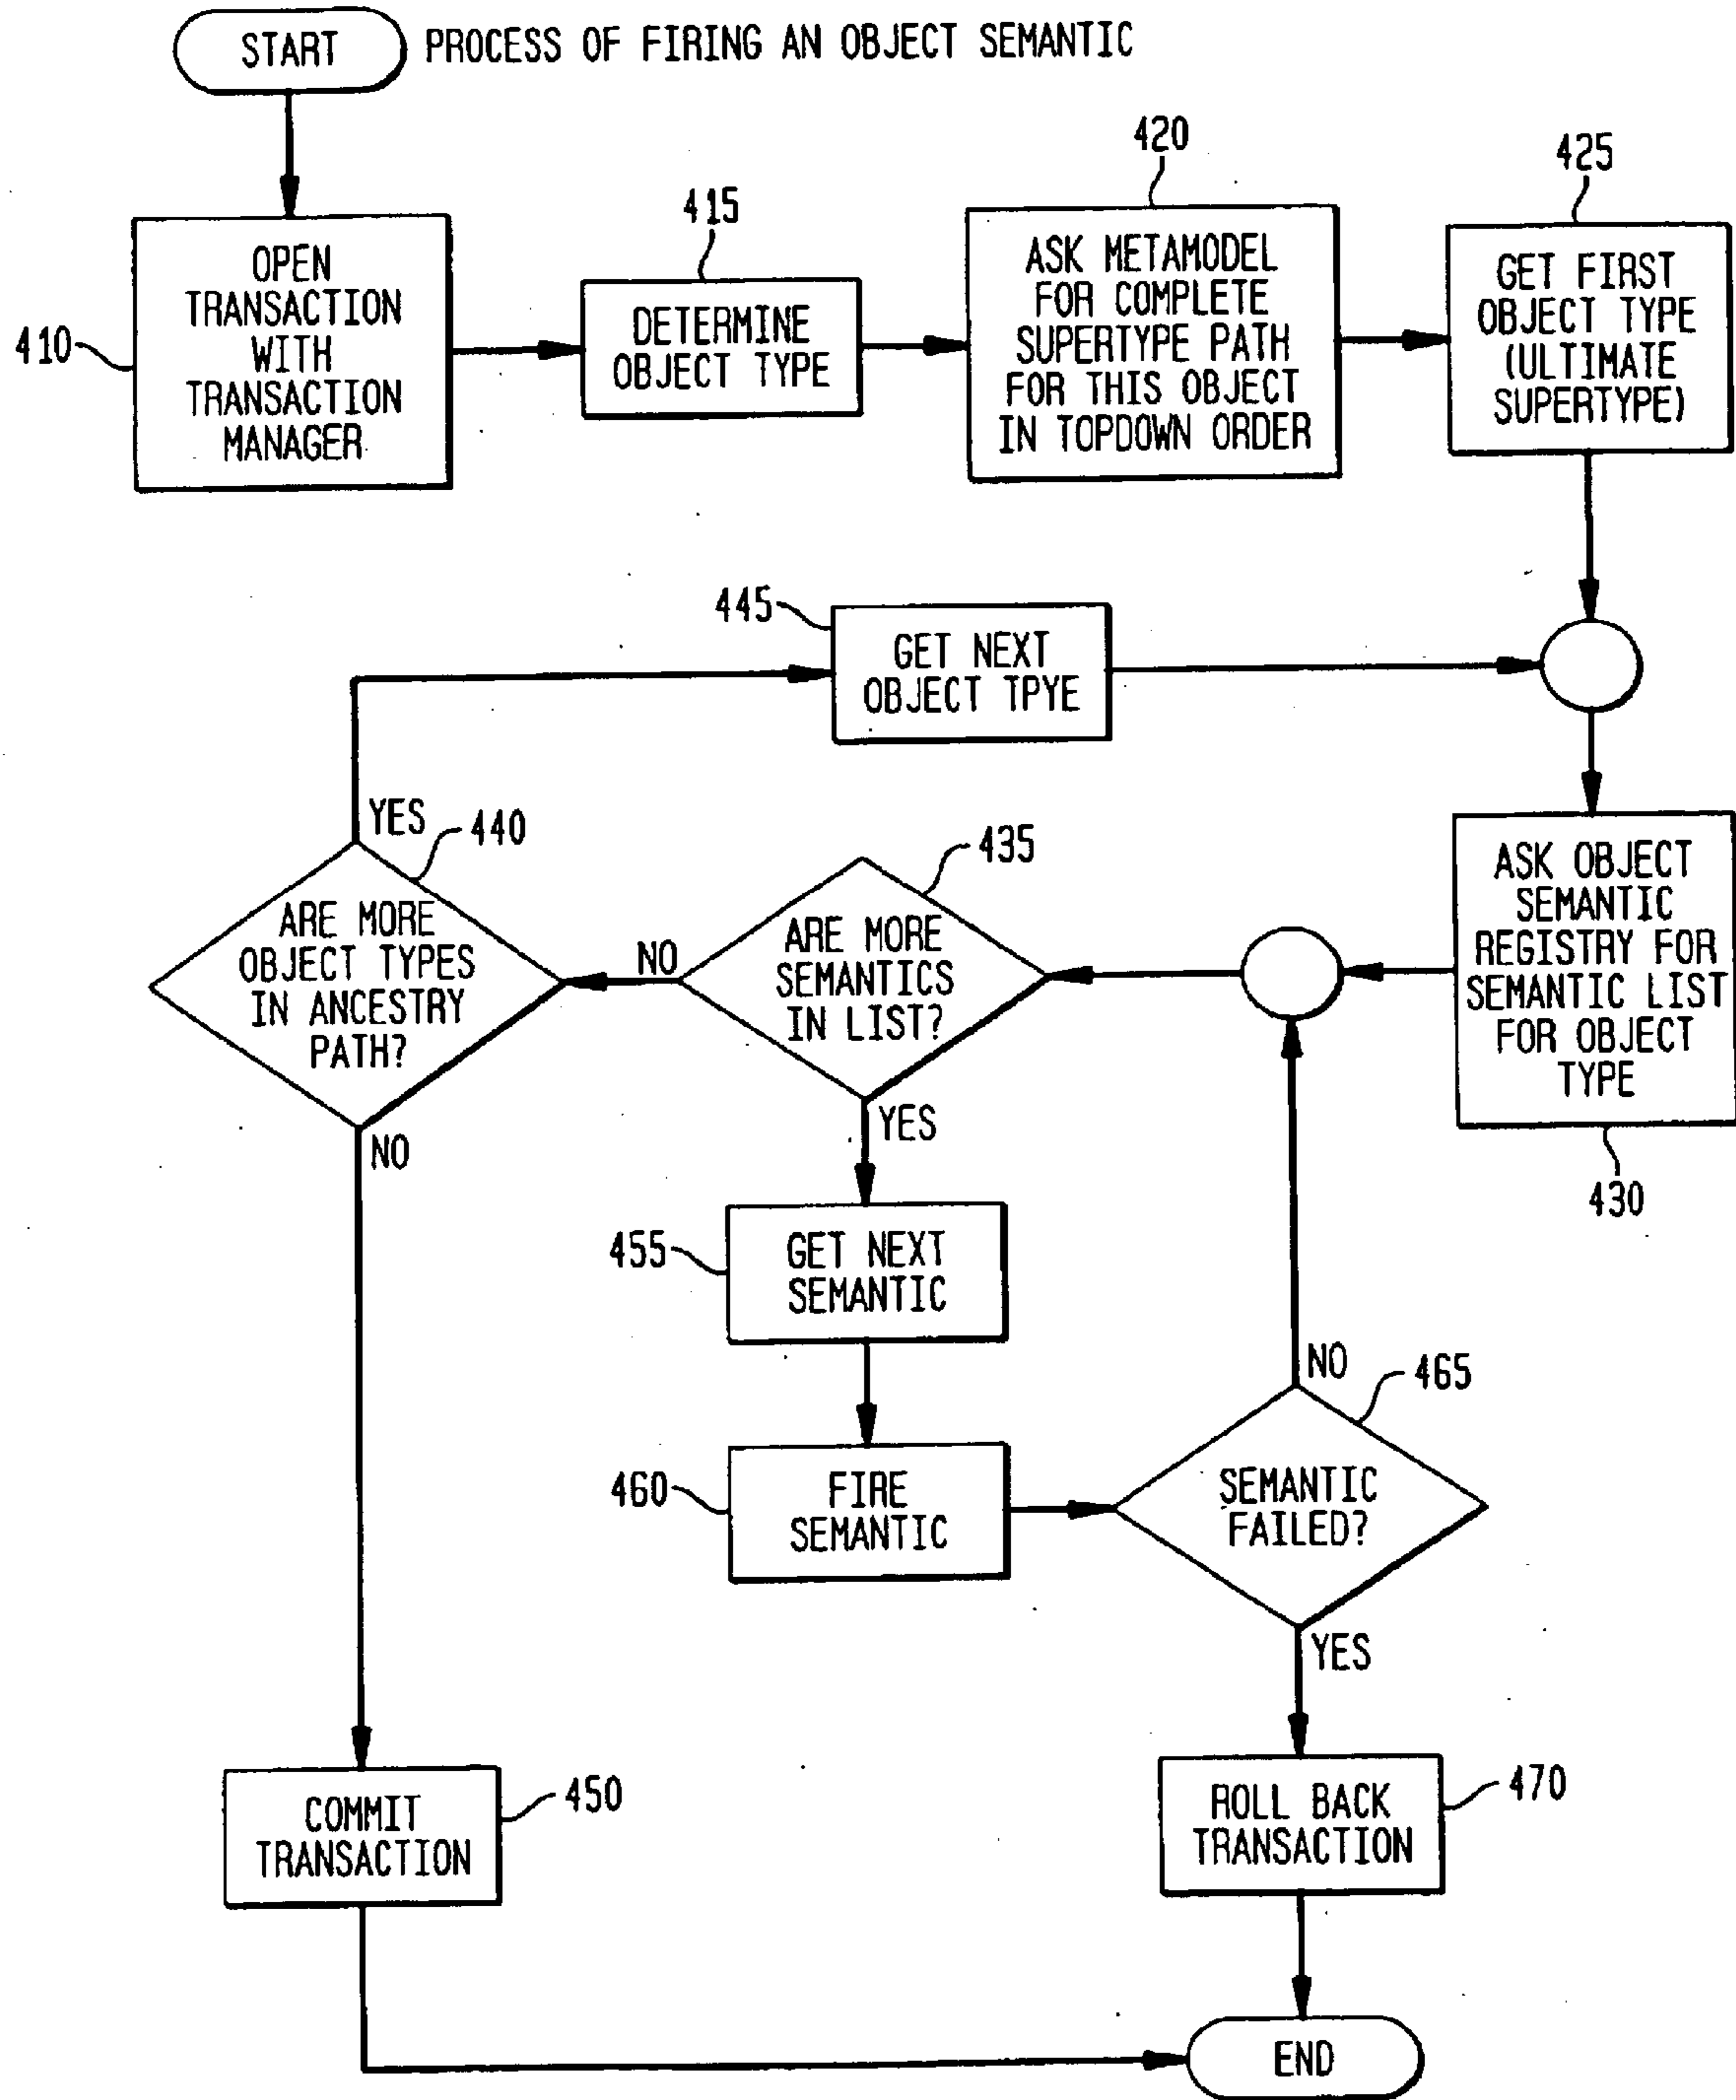 START
PROCESS OF FIRING AN OBJECT SEMANTIC
410
OPEN
TRANSACTION
WITH
TRANSACTION
MANAGER
415
DETERMINE
OBJECT TYPE
420
ASK METAMODEL
FOR COMPLETE
SUPERTYPE PATH
FOR THIS OBJECT
IN TOPDOWN ORDER
425
GET FIRST
OBJECT TYPE
(ULTIMATE
SUPERTYPE)
445
GET NEXT
OBJECT TPYE
YES
440
ARE MORE
OBJECT TYPES
IN ANCESTRY
PATH?
NO
NO
435
ARE MORE
SEMANTICS
IN LIST?
YES
ASK OBJECT
SEMANTIC
REGISTRY FOR
SEMANTIC LIST
FOR OBJECT
TYPE
430
455
GET NEXT
SEMANTIC
460
FIRE
SEMANTIC
NO
465
SEMANTIC
FAILED?
YES
COMMIT
TRANSACTION
450
ROLL BACK
TRANSACTION
470
END